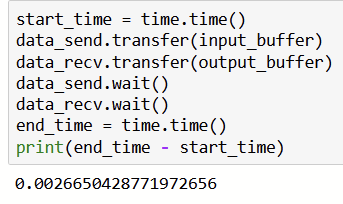 start_time = time.time()
data_send.transfer(input_buffer)
data_recv.transfer(output_buffer)
data_send.wait()
data_recv.wait()
end_time = time.time()
print(end_time - start_time)
0.0026650428771972656